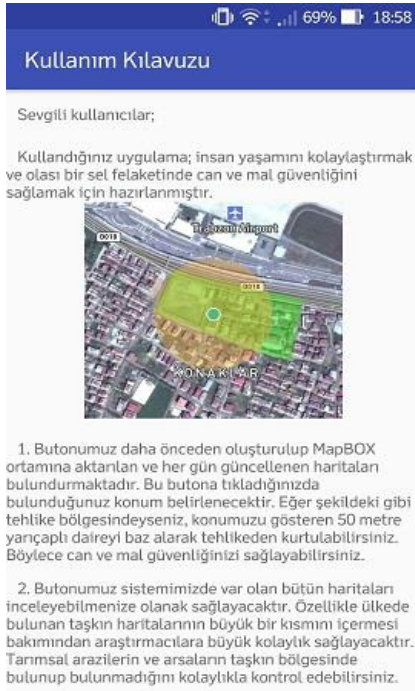 69% 18:58
Kullanım Kılavuzu
Sevgili kullanıcılar;
Kullandığınız uygulama; insan yaşamını kolaylaştırmak
ve olası bir sel felaketinde can ve mal güvenliğini
sağlamak için hazırlanmıştır.
Trabzon Airport
D010
D010
KONAKLAR
1. Butonumuz daha önceden oluşturulup MapBOX
ortamına aktarılan ve her gün güncellenen haritaları
bulundurmaktadır. Bu butona tıkladığınızda
bulunduğunuz konum belirlenecektir. Eğer şekildeki gibi
tehlike bölgesindeyseniz, konumuzu gösteren 50 metre
yarıçaplı daireyi baz alarak tehlikeden kurtulabilirsiniz.
Böylece can ve mal güvenliğinizi sağlayabilirsiniz.
2. Butonumuz sistemimizde var olan bütün haritaları
inceleyebilmenize olanak sağlayacaktır. Özellikle ülkede
bulunan taşkın haritalarının büyük bir kısmını içermesi
bakımından araştırmacılara büyük kolaylık sağlayacaktır.
Tarımsal arazilerin ve arsaların taşkın bölgesinde
bulunup bulunmadığını kolaylıkla kontrol edebilirsiniz.